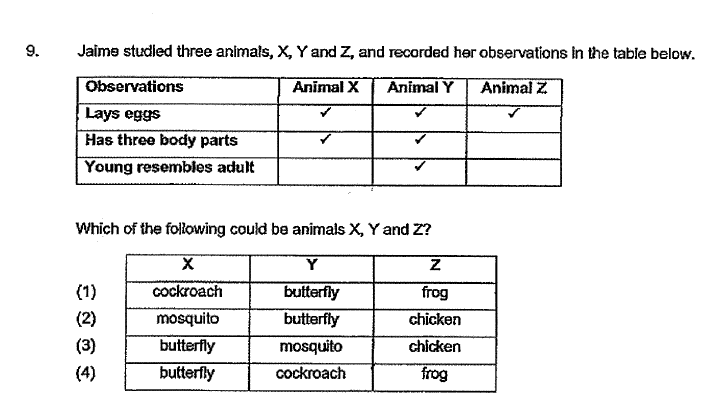 9. Jaime studied three animals, X, Y and Z, and recorded her observations in the table below.
Observations Animal X Animal Y Animal Z
Lays eggs ✓ ✓ ✓
Has three body parts ✓ ✓
Young resembles adult ✓
Which of the following could be animals X, Y and Z?
X Y Z
(1) cockroach butterfly frog
(2) mosquito butterfly chicken
(3) butterfly mosquito chicken
(4) butterfly cockroach frog